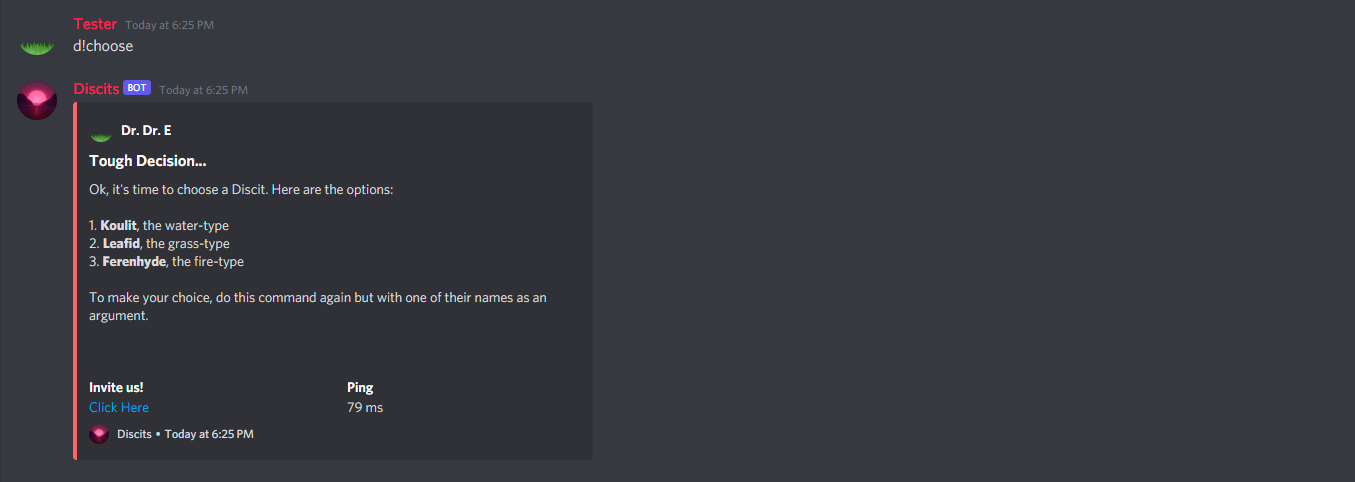 Tester Today at 6:25 PM
d!choose
Discits BOT Today at 6:25 PM
Dr. Dr. E
Tough Decision...
Ok, it's time to choose a Discit. Here are the options:
1. Koulit, the water-type
2. Leafid, the grass-type
3. Ferenhyde, the fire-type
To make your choice, do this command again but with one of their names as an
argument.
Invite us! Ping
Click Here 79 ms
Discits • Today at 6:25 PM